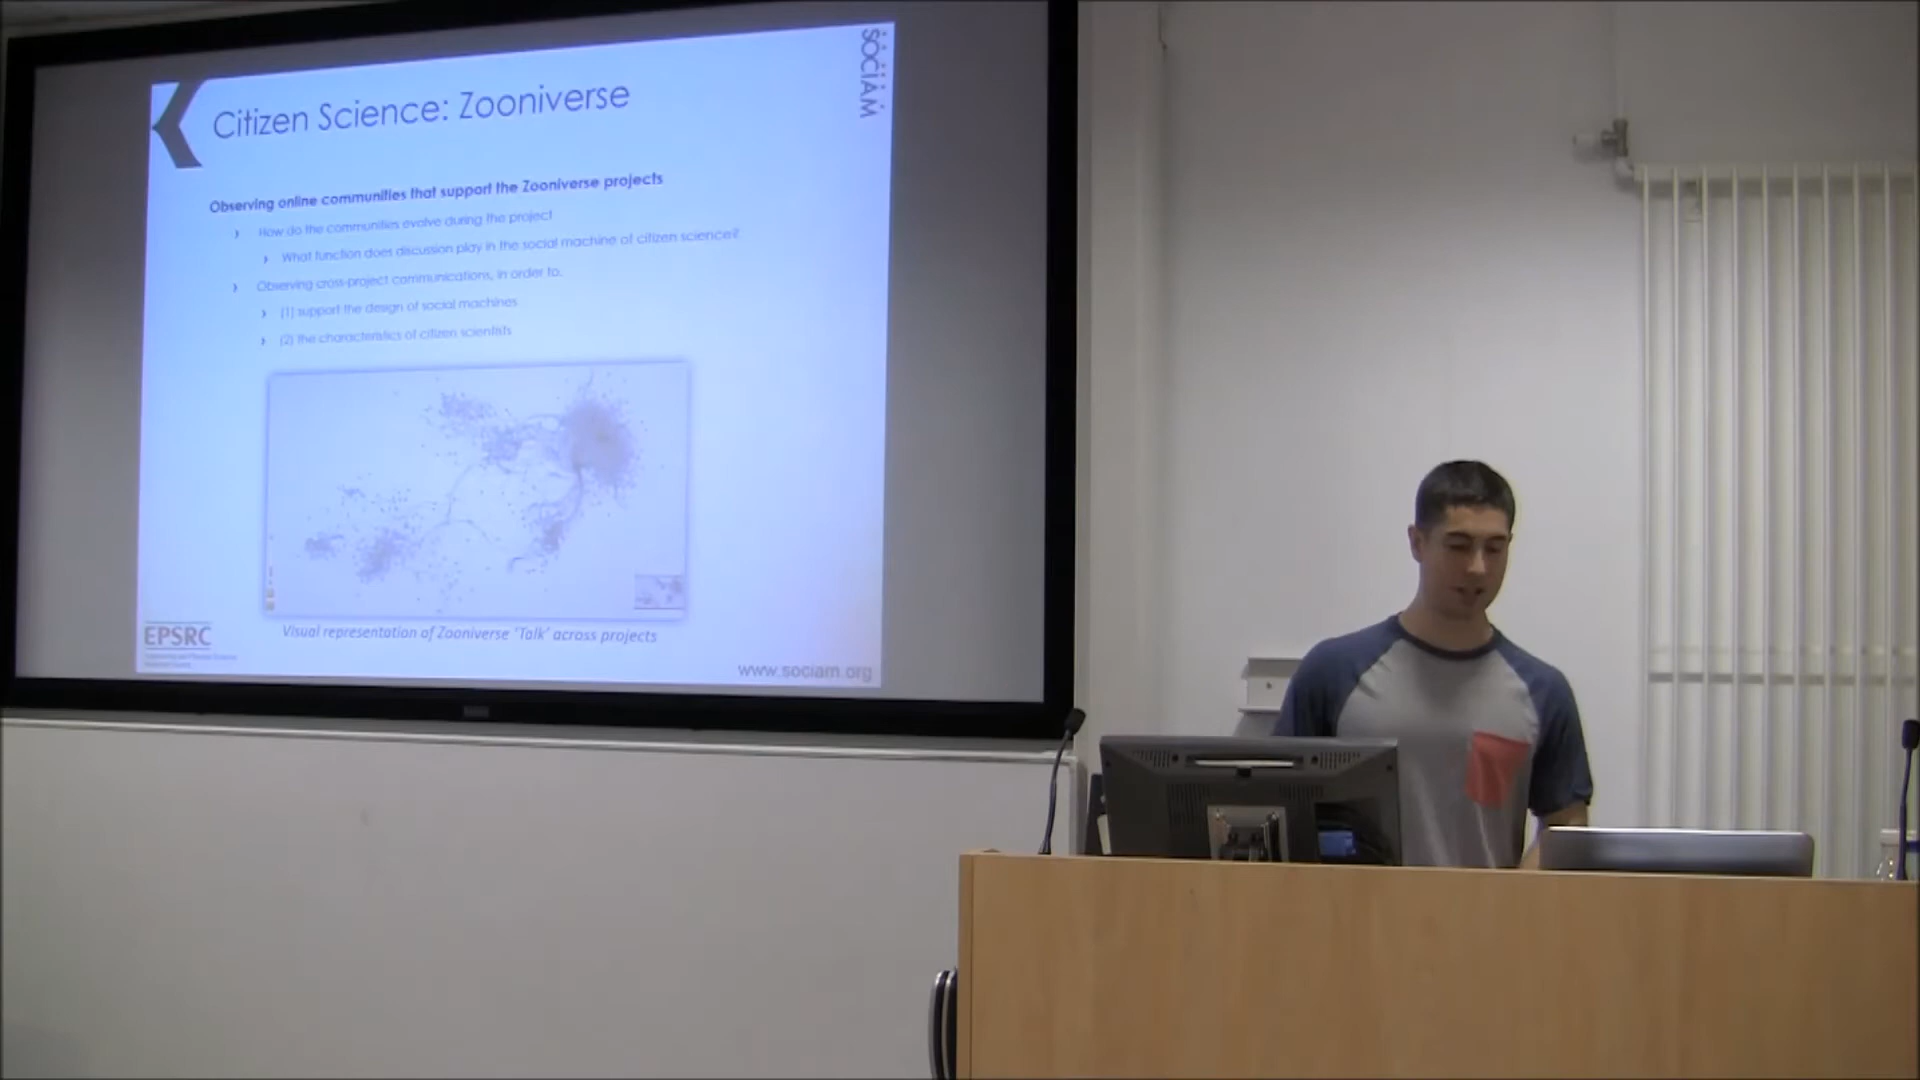 SOCIAM
Citizen Science: Zooniverse
Observing online communities that support the Zooniverse projects
How do the communities evolve during the project
What function does discussion play in the social machine of citizen science?
Observing cross-project communications, in order to.
(1) support the design of social machines
(2) the characteristics of citizen scientists
Visual representation of Zooniverse 'Talk' across projects
EPSRC
www.sociam.org